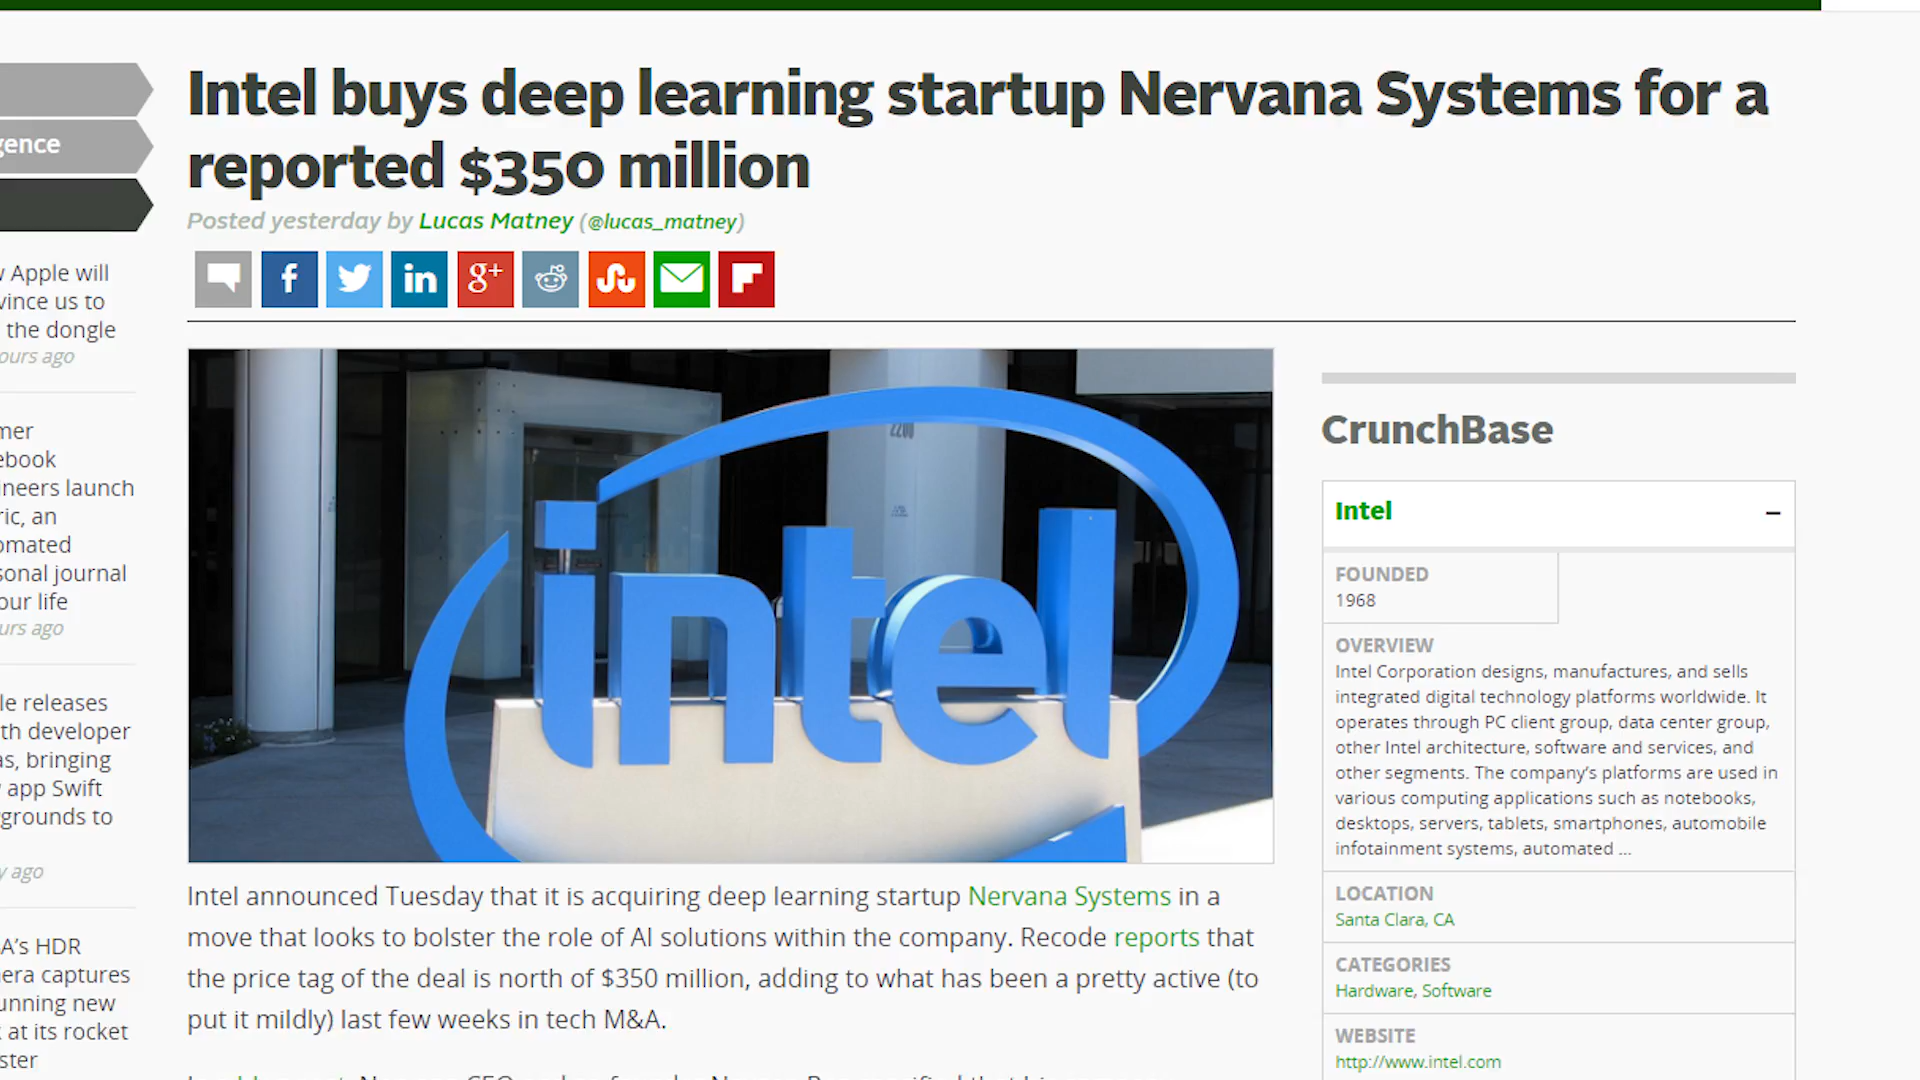 Intel buys deep learning startup Nervana Systems for a
reported $350 million
Posted yesterday by Lucas Matney (@lucas_matney)
f
in
g+
gence
Apple will
vince us to
the dongle
ours ago
ebook
ineers launch
ric, an
omated
sonal journal
our life
urs ago
le releases
th developer
as, bringing
app Swift
grounds to
ago
A's HDR
era captures
unning new
at its rocket
ster
2200
intel
Intel announced Tuesday that it is acquiring deep learning startup Nervana Systems in a
move that looks to bolster the role of AI solutions within the company. Recode reports that
the price tag of the deal is north of $350 million, adding to what has been a pretty active (to
put it mildly) last few weeks in tech M&A.
CrunchBase
Intel –
FOUNDED
1968
OVERVIEW
Intel Corporation designs, manufactures, and sells
integrated digital technology platforms worldwide. It
operates through PC client group, data center group,
other Intel architecture, software and services, and
other segments. The company's platforms are used in
various computing applications such as notebooks,
desktops, servers, tablets, smartphones, automobile
infotainment systems, automated ...
LOCATION
Santa Clara, CA
CATEGORIES
Hardware, Software
WEBSITE
http://www.intel.com